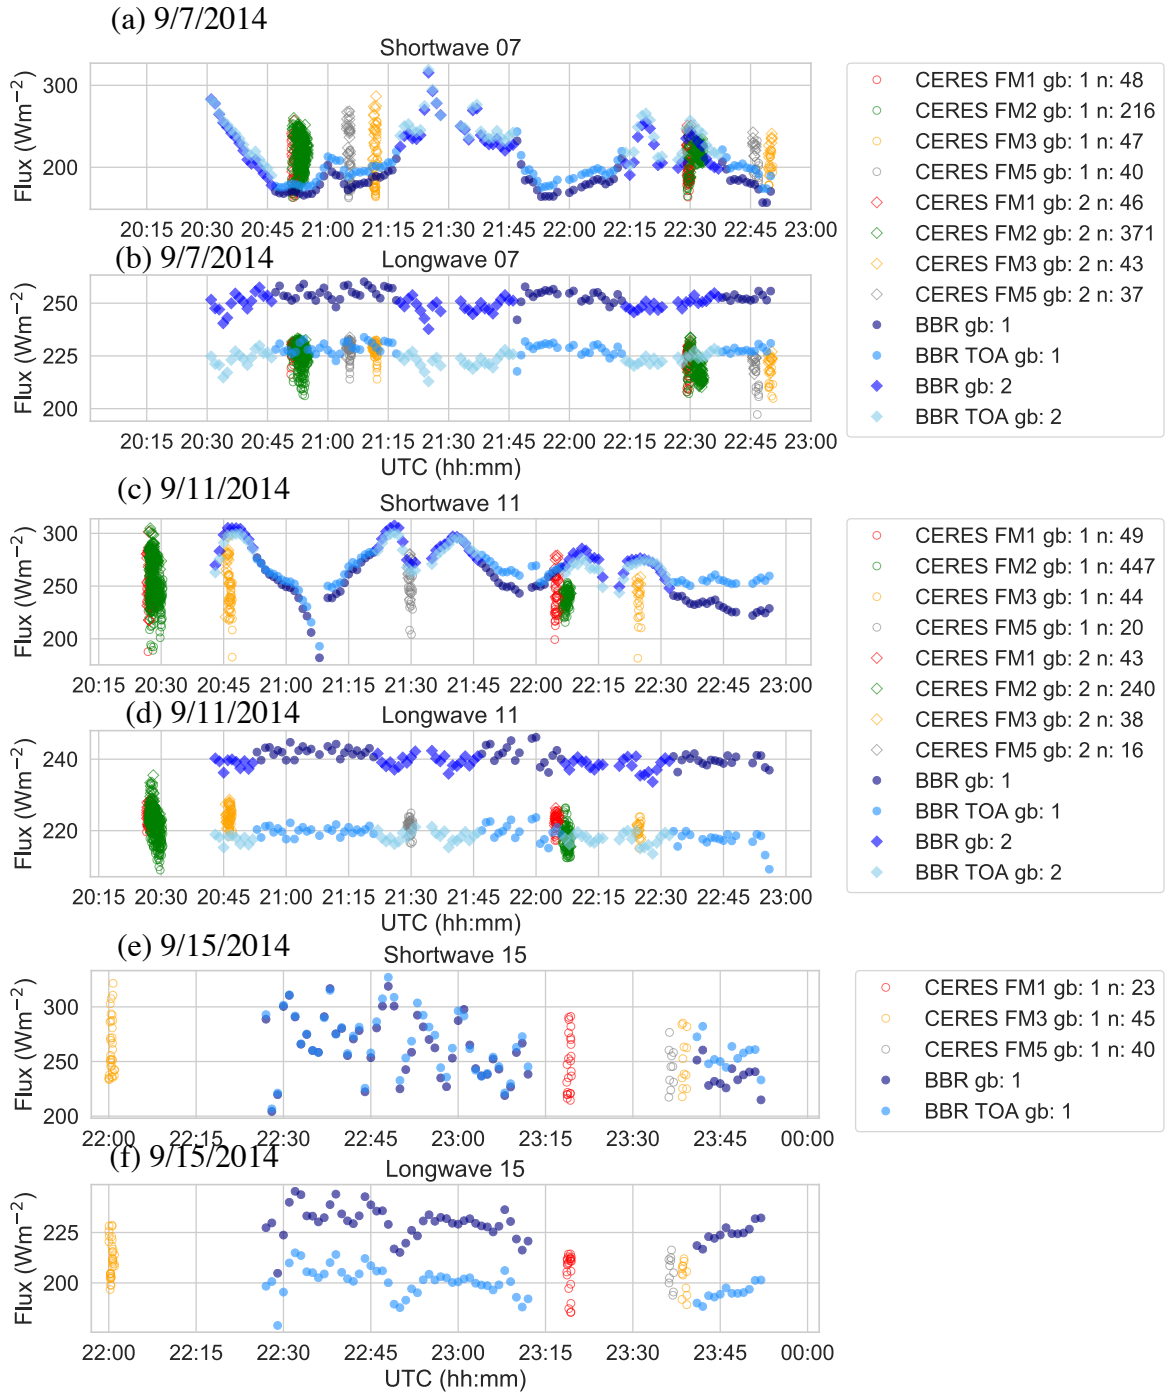 (a) 9/7/2014
Shortwave 07
Flux (Wm−2)
300
200
20:15 20:30 20:45 21:00 21:15 21:30 21:45 22:00 22:15 22:30 22:45 23:00
CERES FM1 gb: 1 n: 48
CERES FM2 gb: 1 n: 216
CERES FM3 gb: 1 n: 47
CERES FM5 gb: 1 n: 40
CERES FM1 gb: 2 n: 46
CERES FM2 gb: 2 n: 371
CERES FM3 gb: 2 n: 43
CERES FM5 gb: 2 n: 37
BBR gb: 1
BBR TOA gb: 1
BBR gb: 2
BBR TOA gb: 2
(b) 9/7/2014
Longwave 07
Flux (Wm−2)
250
225
200
20:15 20:30 20:45 21:00 21:15 21:30 21:45 22:00 22:15 22:30 22:45 23:00
UTC (hh:mm)
(c) 9/11/2014
Shortwave 11
Flux (Wm−2)
300
250
200
20:15 20:30 20:45 21:00 21:15 21:30 21:45 22:00 22:15 22:30 22:45 23:00
CERES FM1 gb: 1 n: 49
CERES FM2 gb: 1 n: 447
CERES FM3 gb: 1 n: 44
CERES FM5 gb: 1 n: 20
CERES FM1 gb: 2 n: 43
CERES FM2 gb: 2 n: 240
CERES FM3 gb: 2 n: 38
CERES FM5 gb: 2 n: 16
BBR gb: 1
BBR TOA gb: 1
BBR gb: 2
BBR TOA gb: 2
(d) 9/11/2014
Longwave 11
Flux (Wm−2)
240
220
20:15 20:30 20:45 21:00 21:15 21:30 21:45 22:00 22:15 22:30 22:45 23:00
UTC (hh:mm)
(e) 9/15/2014
Shortwave 15
Flux (Wm−2)
300
250
200
22:00 22:15 22:30 22:45 23:00 23:15 23:30 23:45 00:00
CERES FM1 gb: 1 n: 23
CERES FM3 gb: 1 n: 45
CERES FM5 gb: 1 n: 40
BBR gb: 1
BBR TOA gb: 1
(f) 9/15/2014
Longwave 15
Flux (Wm−2)
225
200
22:00 22:15 22:30 22:45 23:00 23:15 23:30 23:45 00:00
UTC (hh:mm)